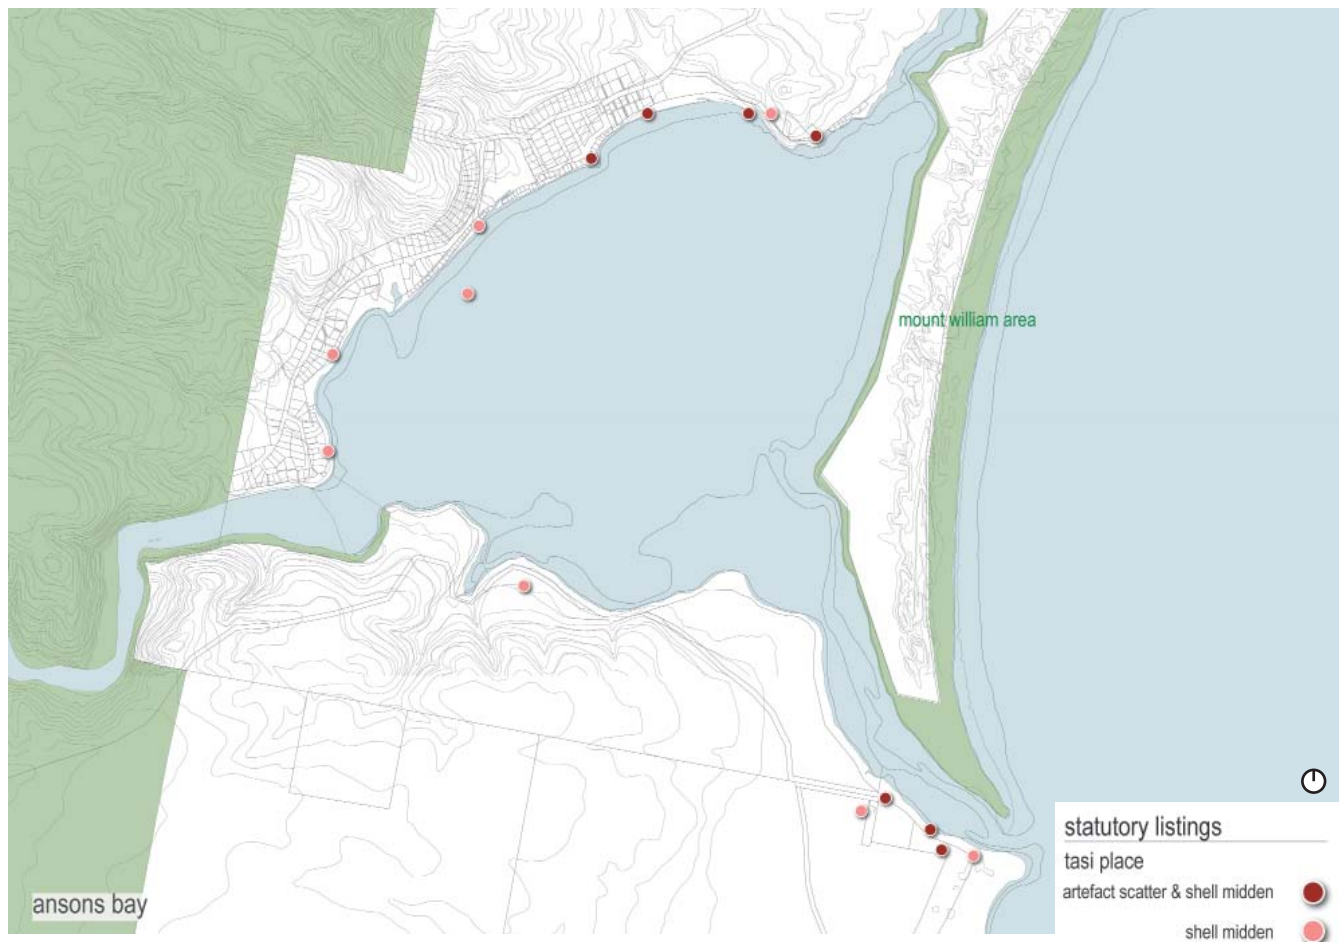 mount william area
ansons bay
statutory listings
tasi place
artefact scatter & shell midden
shell midden